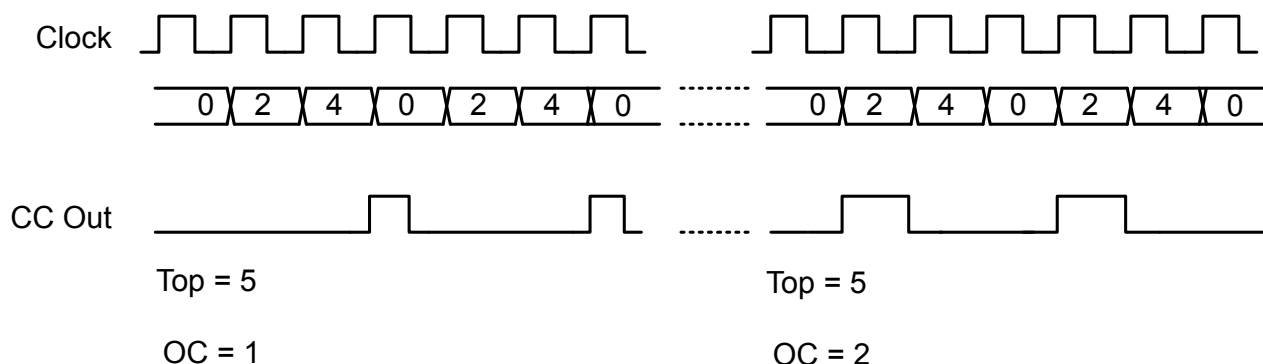 Clock
0 2 4 0 2 4 0 0 2 4 0 2 4 0
CC Out
Top = 5 Top = 5
OC = 1 OC = 2